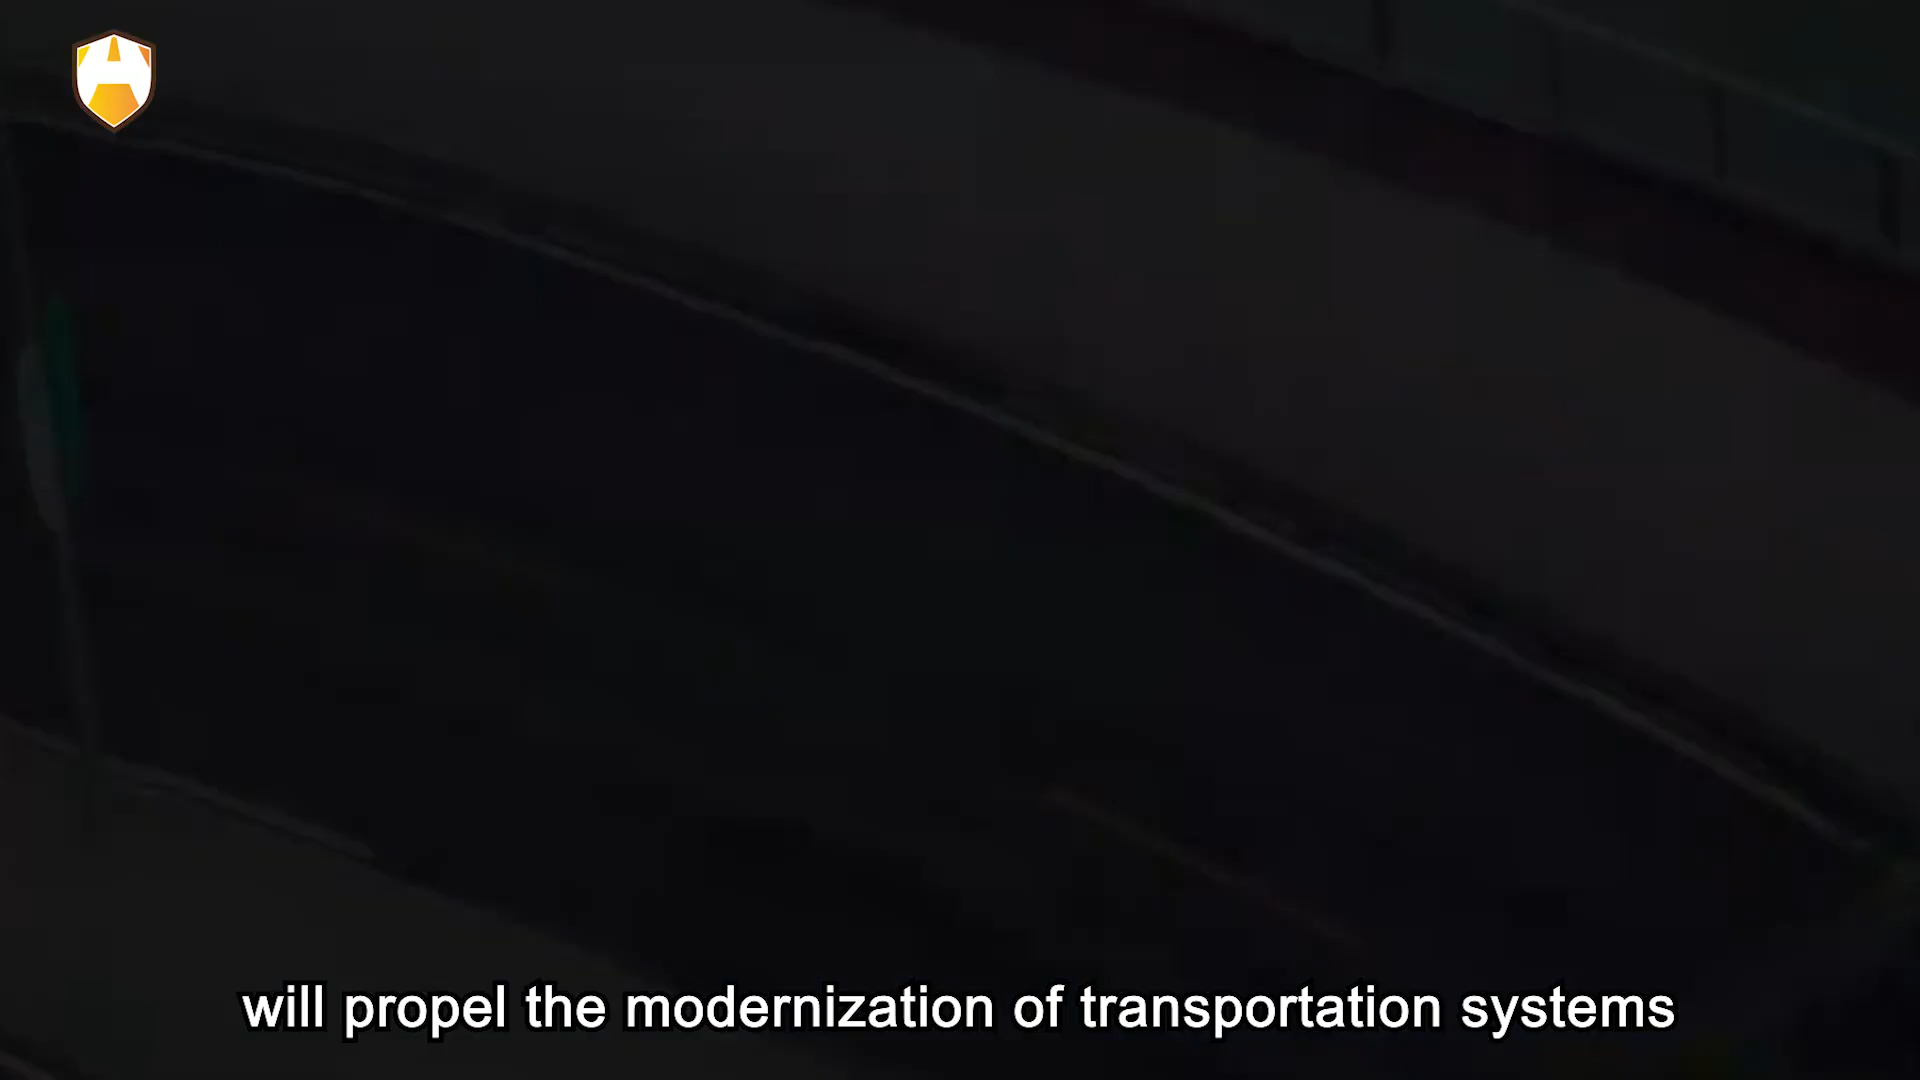 will propel the modernization of transportation systems